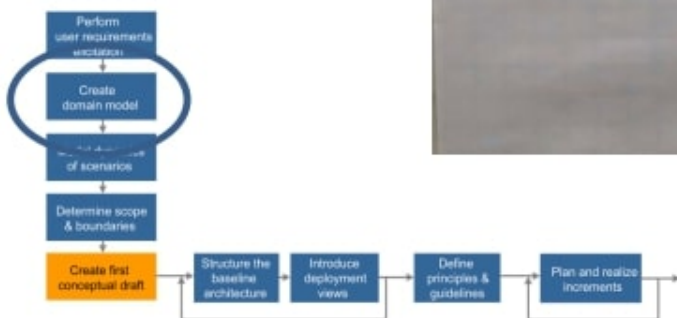 Perform
user requirements
elicitation
Create
domain model
of scenarios
Determine scope
& boundaries
Create first
conceptual draft
Structure the
baseline
architecture
Introduce
deployment
views
Define
principles &
guidelines
Plan and realize
increments